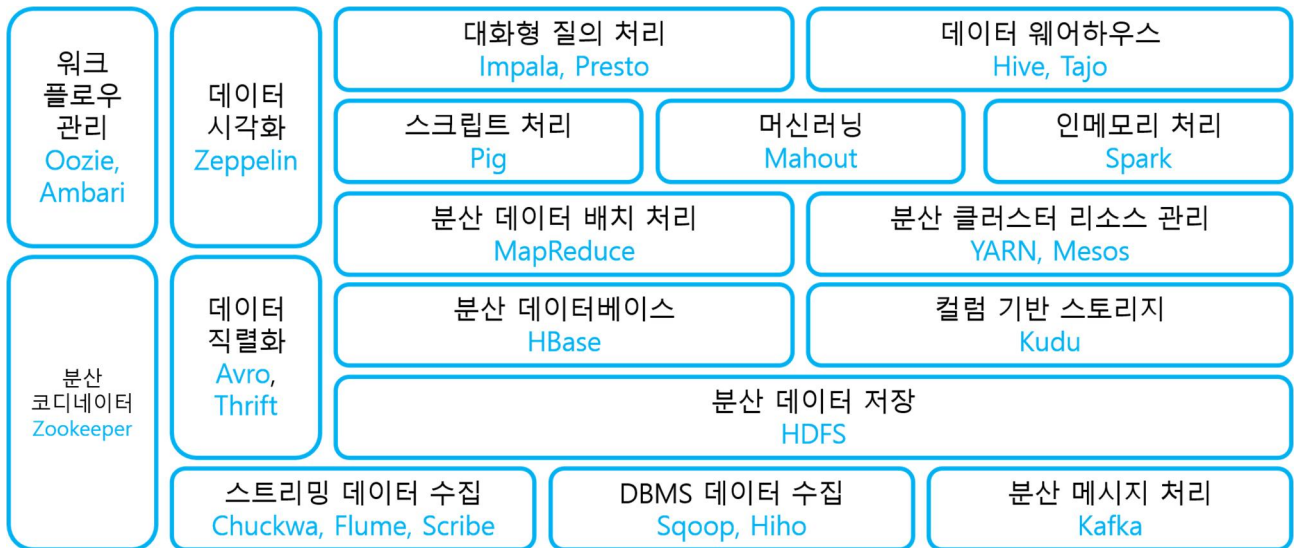 워크
플로우
관리
Oozie,
Ambari
데이터
시각화
Zeppelin
대화형 질의 처리
Impala, Presto
데이터 웨어하우스
Hive, Tajo
스크립트 처리
Pig
머신러닝
Mahout
인메모리 처리
Spark
분산 데이터 배치 처리
MapReduce
분산 클러스터 리소스 관리
YARN, Mesos
분산
코디네이터
Zookeeper
데이터
직렬화
Avro,
Thrift
분산 데이터베이스
HBase
컬럼 기반 스토리지
Kudu
분산 데이터 저장
HDFS
스트리밍 데이터 수집
Chuckwa, Flume, Scribe
DBMS 데이터 수집
Sqoop, Hiho
분산 메시지 처리
Kafka